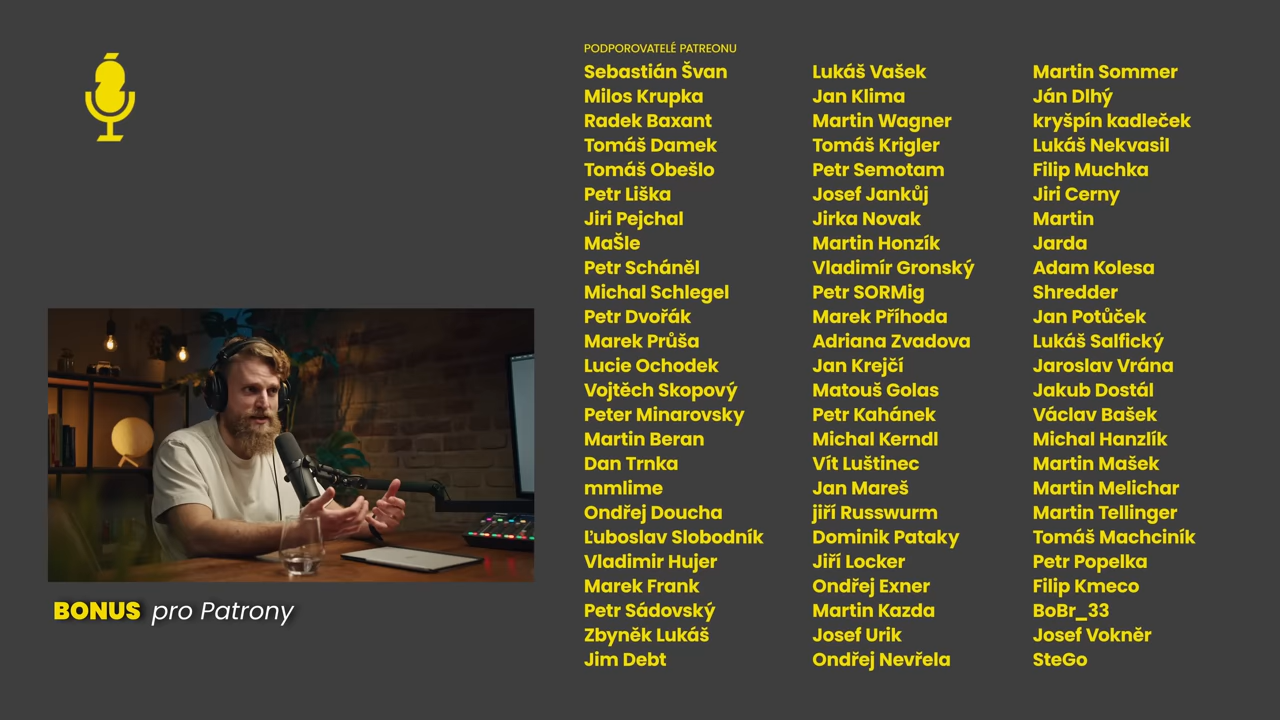 PODPOROVATELÉ PATREONU
Sebastián Švan
Milos Krupka
Radek Baxant
Tomáš Damek
Tomáš Obešlo
Petr Liška
Jiri Pejchal
MaŠle
Petr Scháněl
Michal Schlegel
Petr Dvořák
Marek Průša
Lucie Ochodek
Vojtěch Skopový
Peter Minarovsky
Martin Beran
Dan Trnka
mmlime
Ondřej Doucha
Ľuboslav Slobodník
Vladimir Hujer
Marek Frank
Petr Sádovský
Zbyněk Lukáš
Jim Debt
Lukáš Vašek
Jan Klima
Martin Wagner
Tomáš Krigler
Petr Semotam
Josef Jankůj
Jirka Novak
Martin Honzík
Vladimír Gronský
Petr SORMig
Marek Příhoda
Adriana Zvadova
Jan Krejčí
Matouš Golas
Petr Kahánek
Michal Kerndl
Vít Luštinec
Jan Mareš
jiří Russwurm
Dominik Pataky
Jiří Locker
Ondřej Exner
Martin Kazda
Josef Urik
Ondřej Nevřela
Martin Sommer
Ján Dlhý
kryšpín kadleček
Lukáš Nekvasil
Filip Muchka
Jiri Cerny
Martin
Jarda
Adam Kolesa
Shredder
Jan Potůček
Lukáš Salfický
Jaroslav Vrána
Jakub Dostál
Václav Bašek
Michal Hanzlík
Martin Mašek
Martin Melichar
Martin Tellinger
Tomáš Machciník
Petr Popelka
Filip Kmeco
BoBr_33
Josef Vokněr
SteGo
BONUS pro Patrony